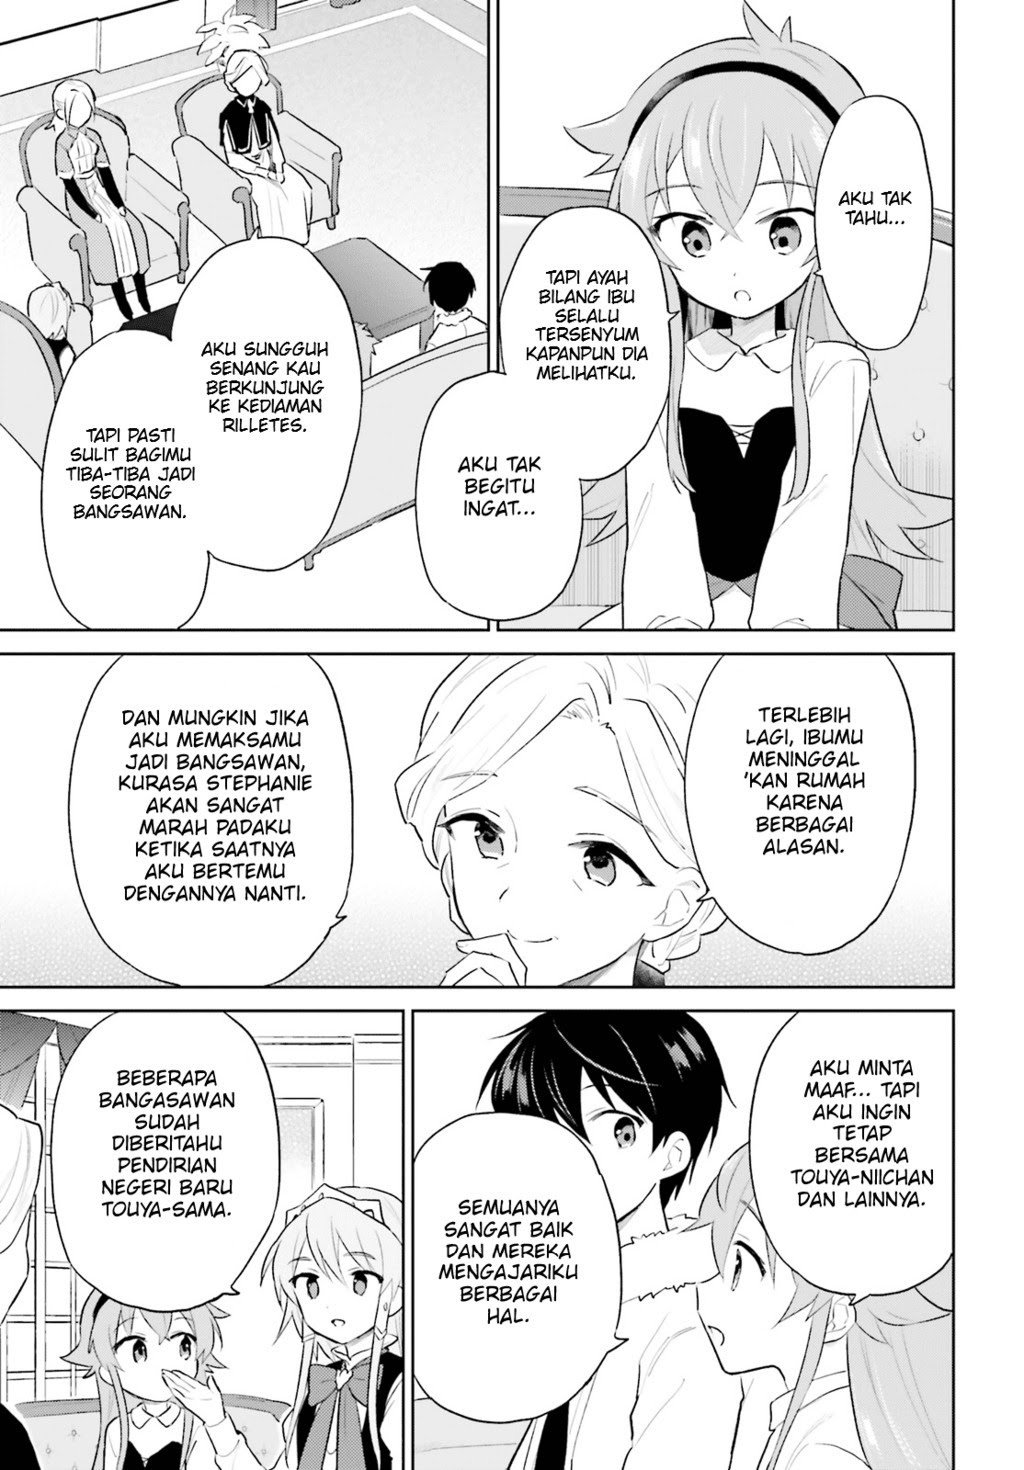 AKU TAK
TAHU...
TAPI AYAH
BILANG IBU
SELALU
TERSENYUM
KAPANPUN DIA
MELIHATKU.
AKU TAK
BEGITU
INGAT...
AKU SUNGGUH
SENANG KAU
BERKUNJUNG
KE KEDIAMAN
RILLETES.
TAPI PASTI
SULIT BAGIMU
TIBA-TIBA JADI
SEORANG
BANGSAWAN.
TERLEBIH
LAGI, IBUMU
MENINGGAL
'KAN RUMAH
KARENA
BERBAGAI
ALASAN.
DAN MUNGKIN JIKA
AKU MEMAKSAMU
JADI BANGSAWAN,
KURASA STEPHANIE
AKAN SANGAT
MARAH PADAKU
KETIKA SAATNYA
AKU BERTEMU
DENGANNYA NANTI.
AKU MINTA
MAAF... TAPI
AKU INGIN
TETAP
BERSAMA
TOUYA-NIICHAN
DAN LAINNYA.
SEMUANYA
SANGAT BAIK
DAN MEREKA
MENGAJARIKU
BERBAGAI
HAL.
BEBERAPA
BANGASAWAN
SUDAH
DIBERITAHU
PENDIRIAN
NEGERI BARU
TOUYA-SAMA.